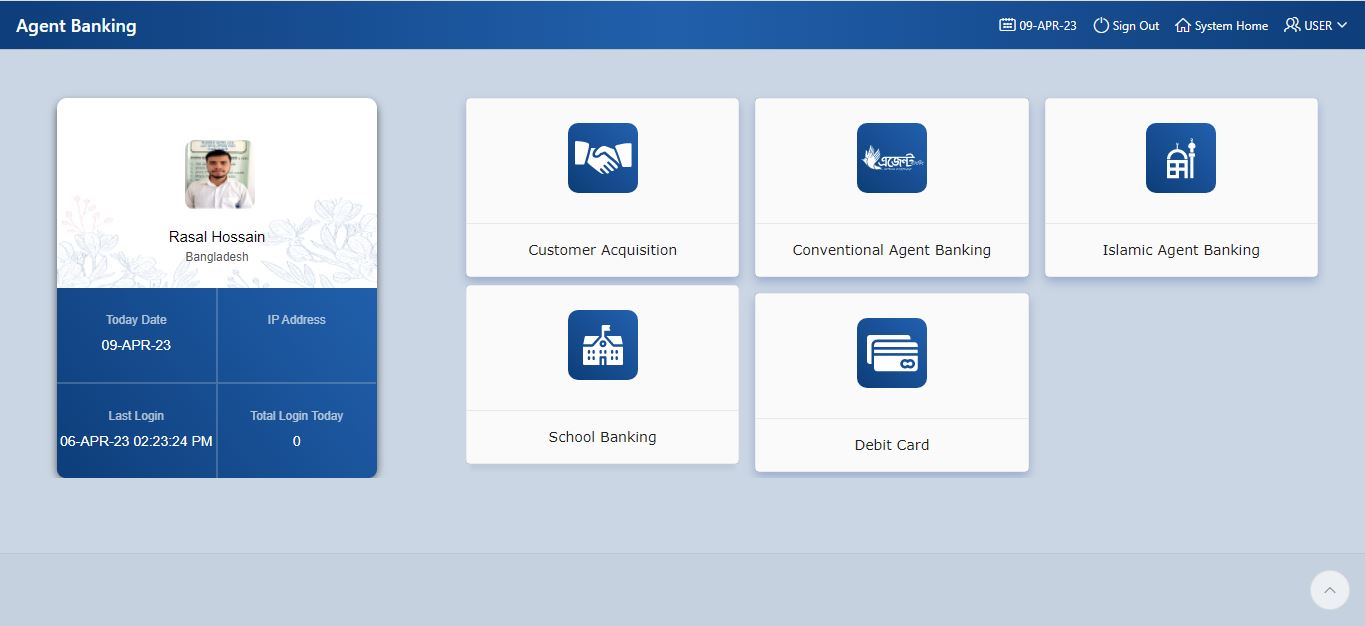 Agent Banking
09-APR-23
Sign Out
System Home
USER
Rasal Hossain
Bangladesh
Today Date
09-APR-23
IP Address
Last Login
06-APR-23 02:23:24 PM
Total Login Today
0
Customer Acquisition
এজেন্ট
Conventional Agent Banking
Islamic Agent Banking
School Banking
Debit Card